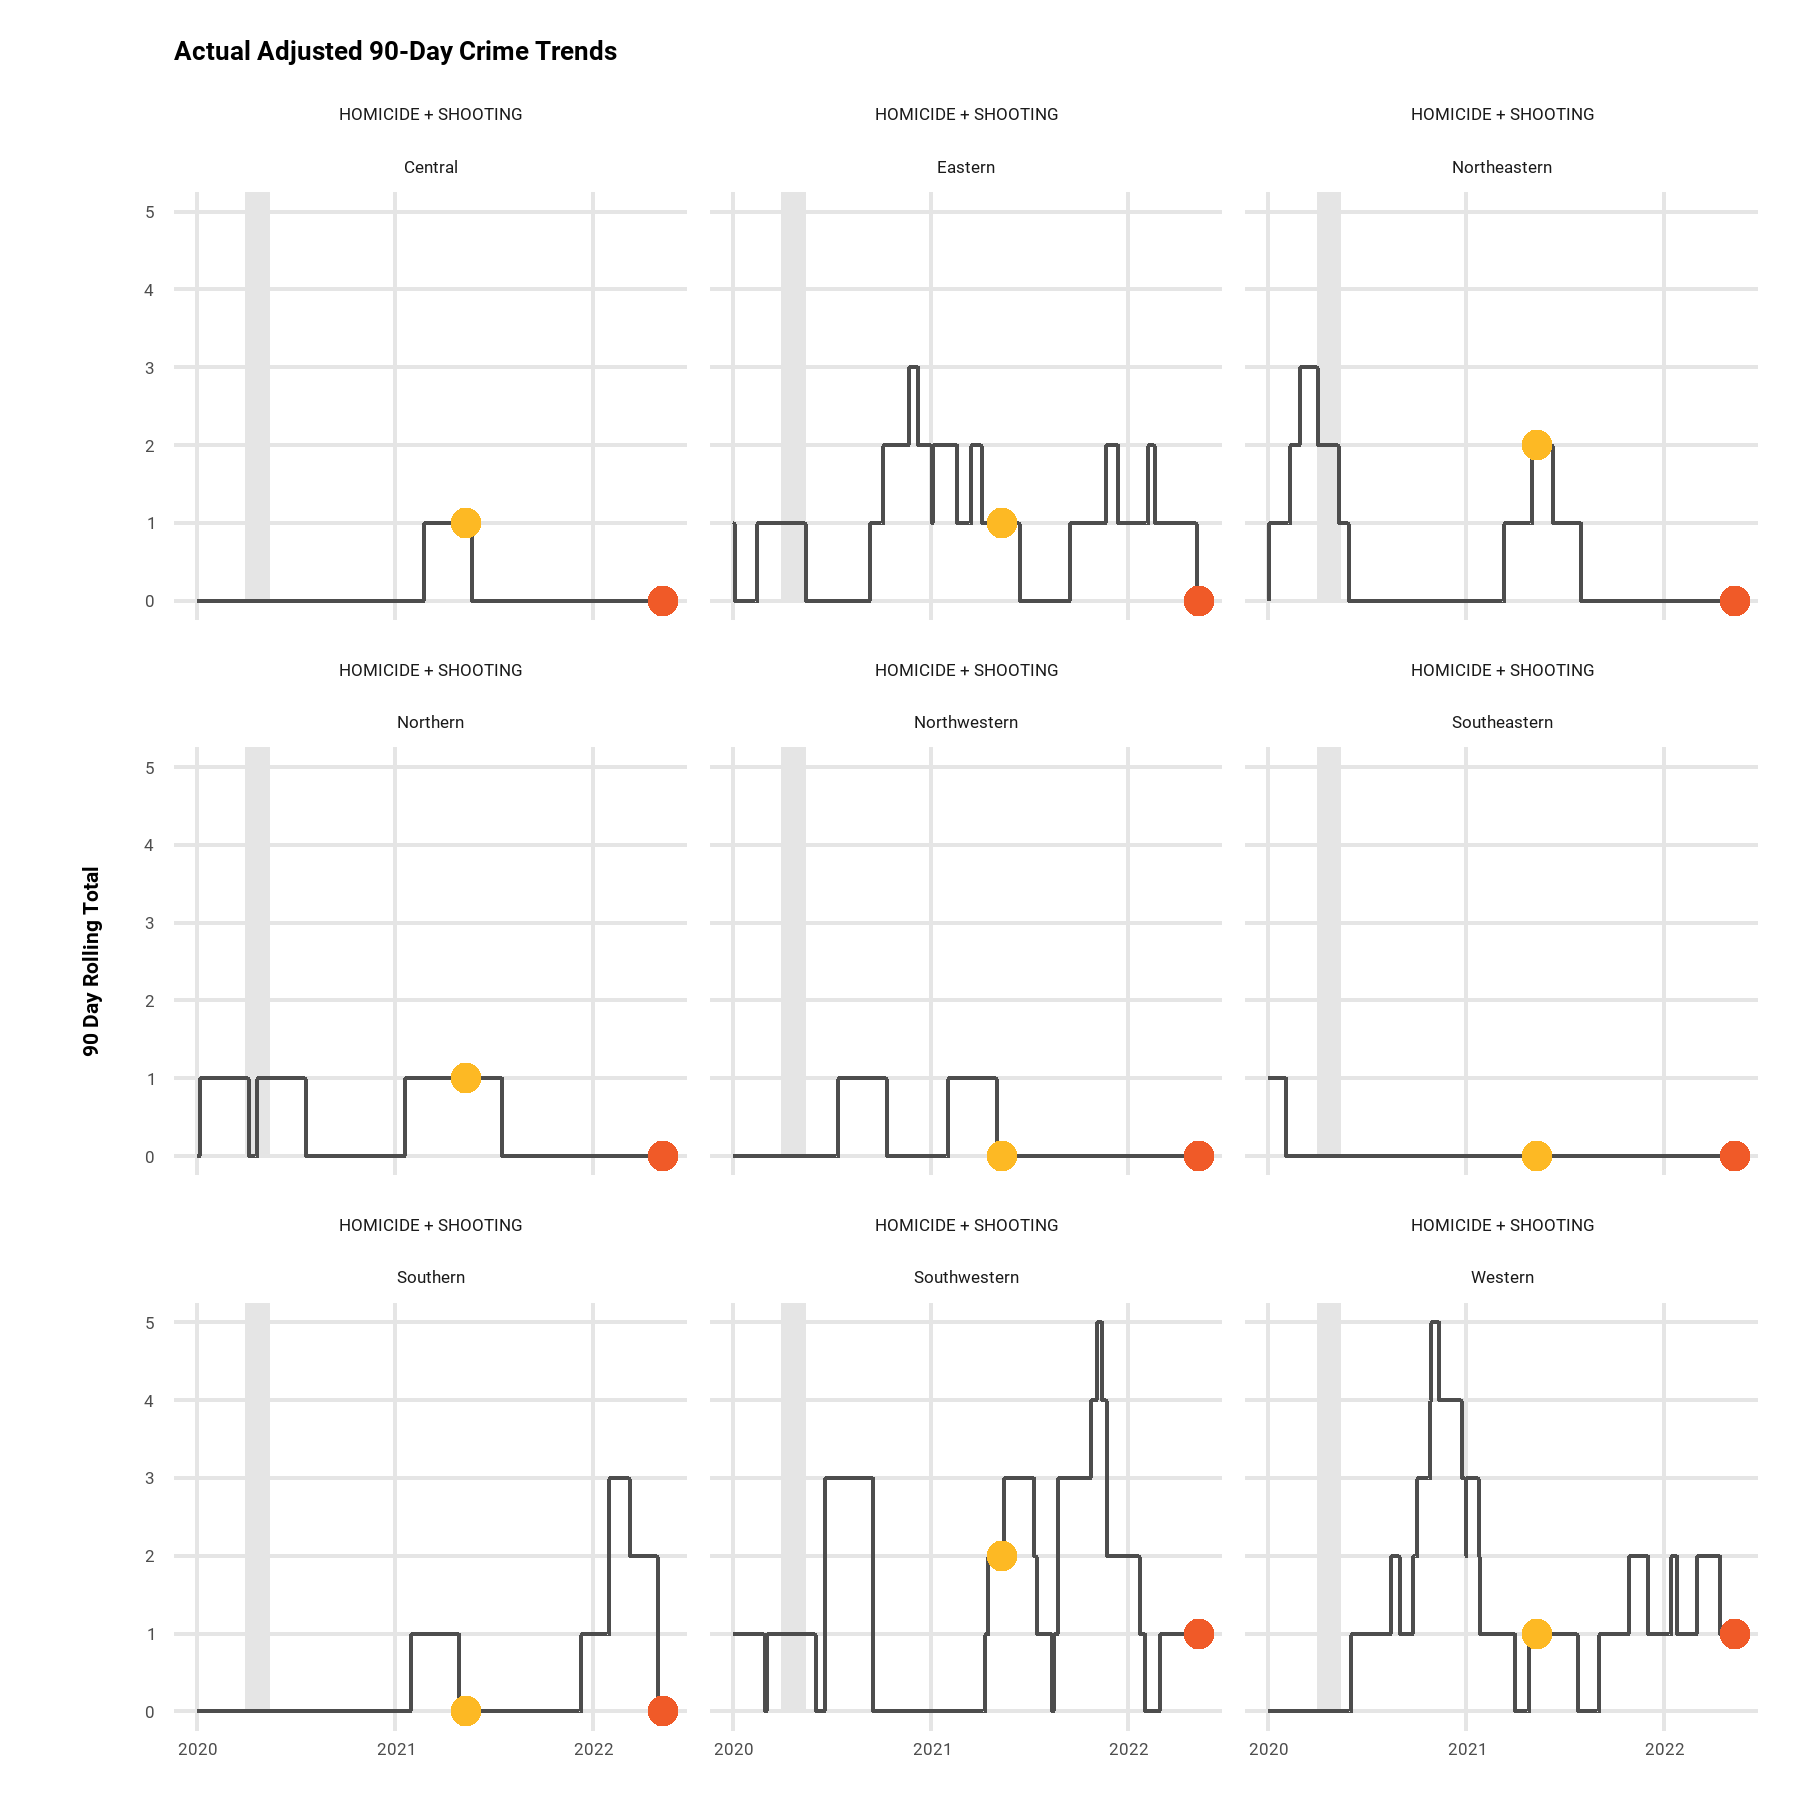 Actual Adjusted 90-Day Crime Trends
HOMICIDE + SHOOTING HOMICIDE + SHOOTING HOMICIDE + SHOOTING
Central Eastern Northeastern
5
4
3
2
1
0
HOMICIDE + SHOOTING HOMICIDE + SHOOTING HOMICIDE + SHOOTING
Northern Northwestern Southeastern
5
4
3
2
1
0
90 Day Rolling Total
HOMICIDE + SHOOTING HOMICIDE + SHOOTING HOMICIDE + SHOOTING
Southern Southwestern Western
5
4
3
2
1
0
2020 2021 2022 2020 2021 2022 2020 2021 2022